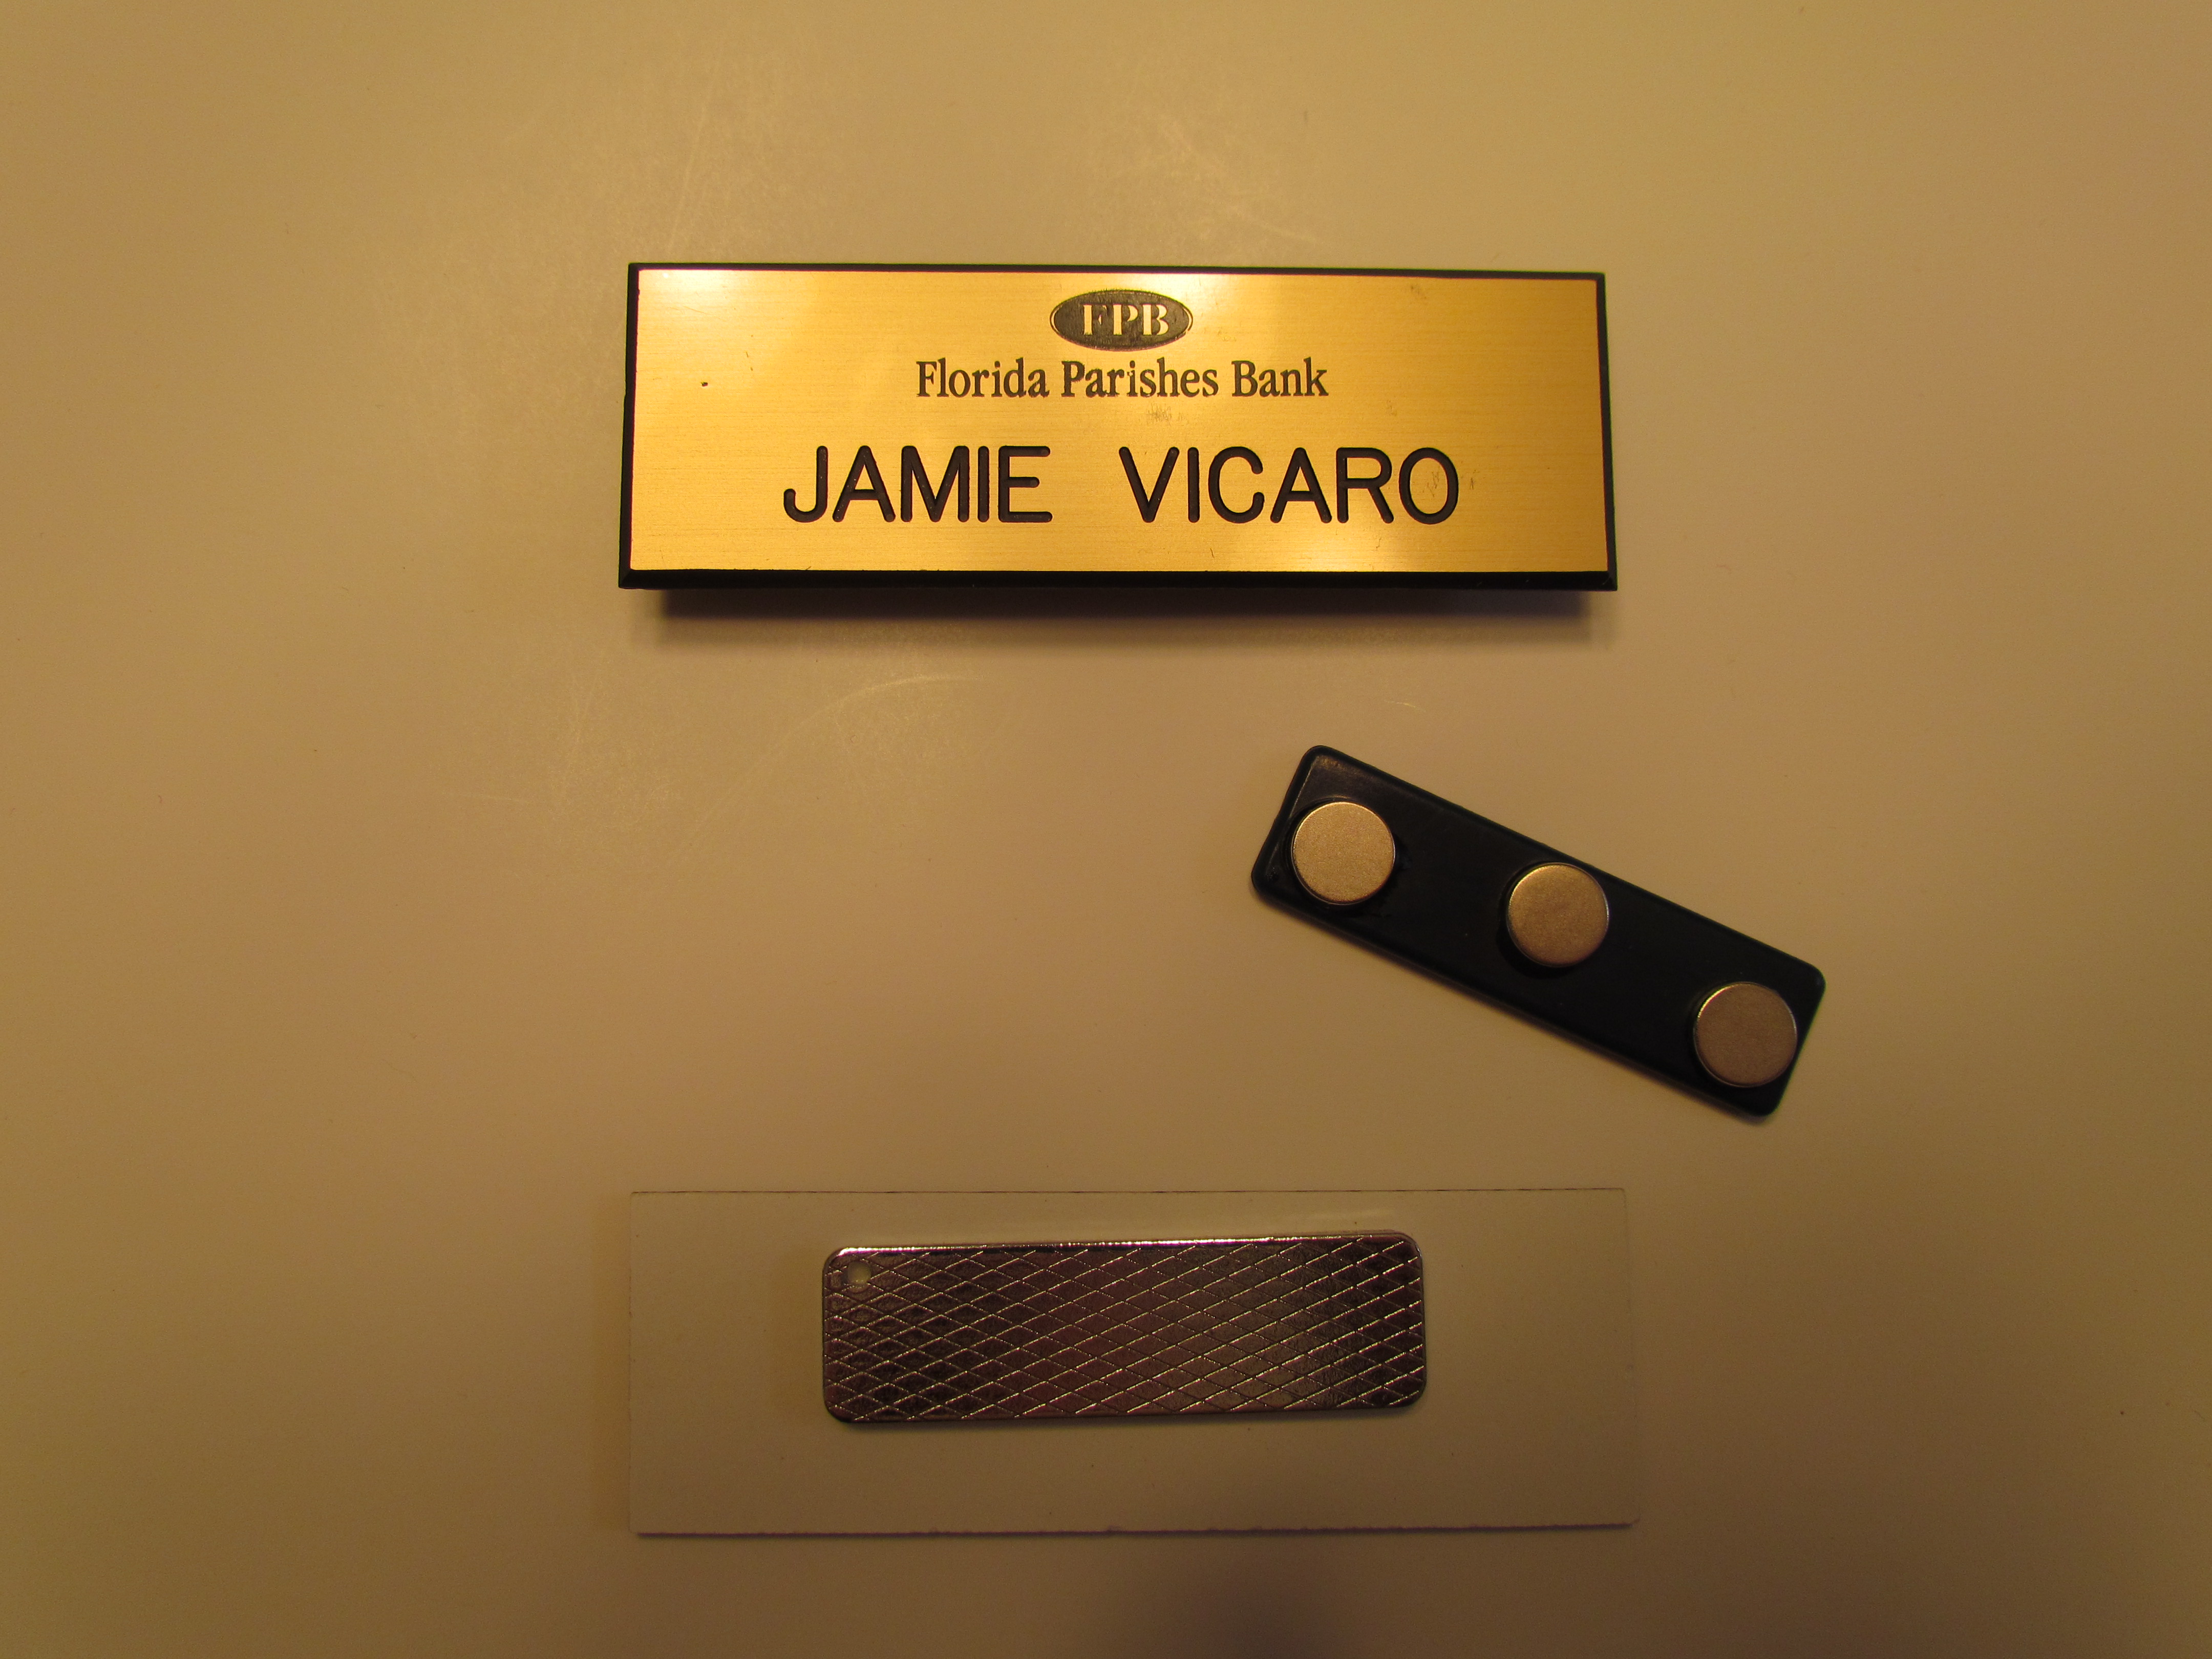 FPB
Florida Parishes Bank
JAMIE VICARO